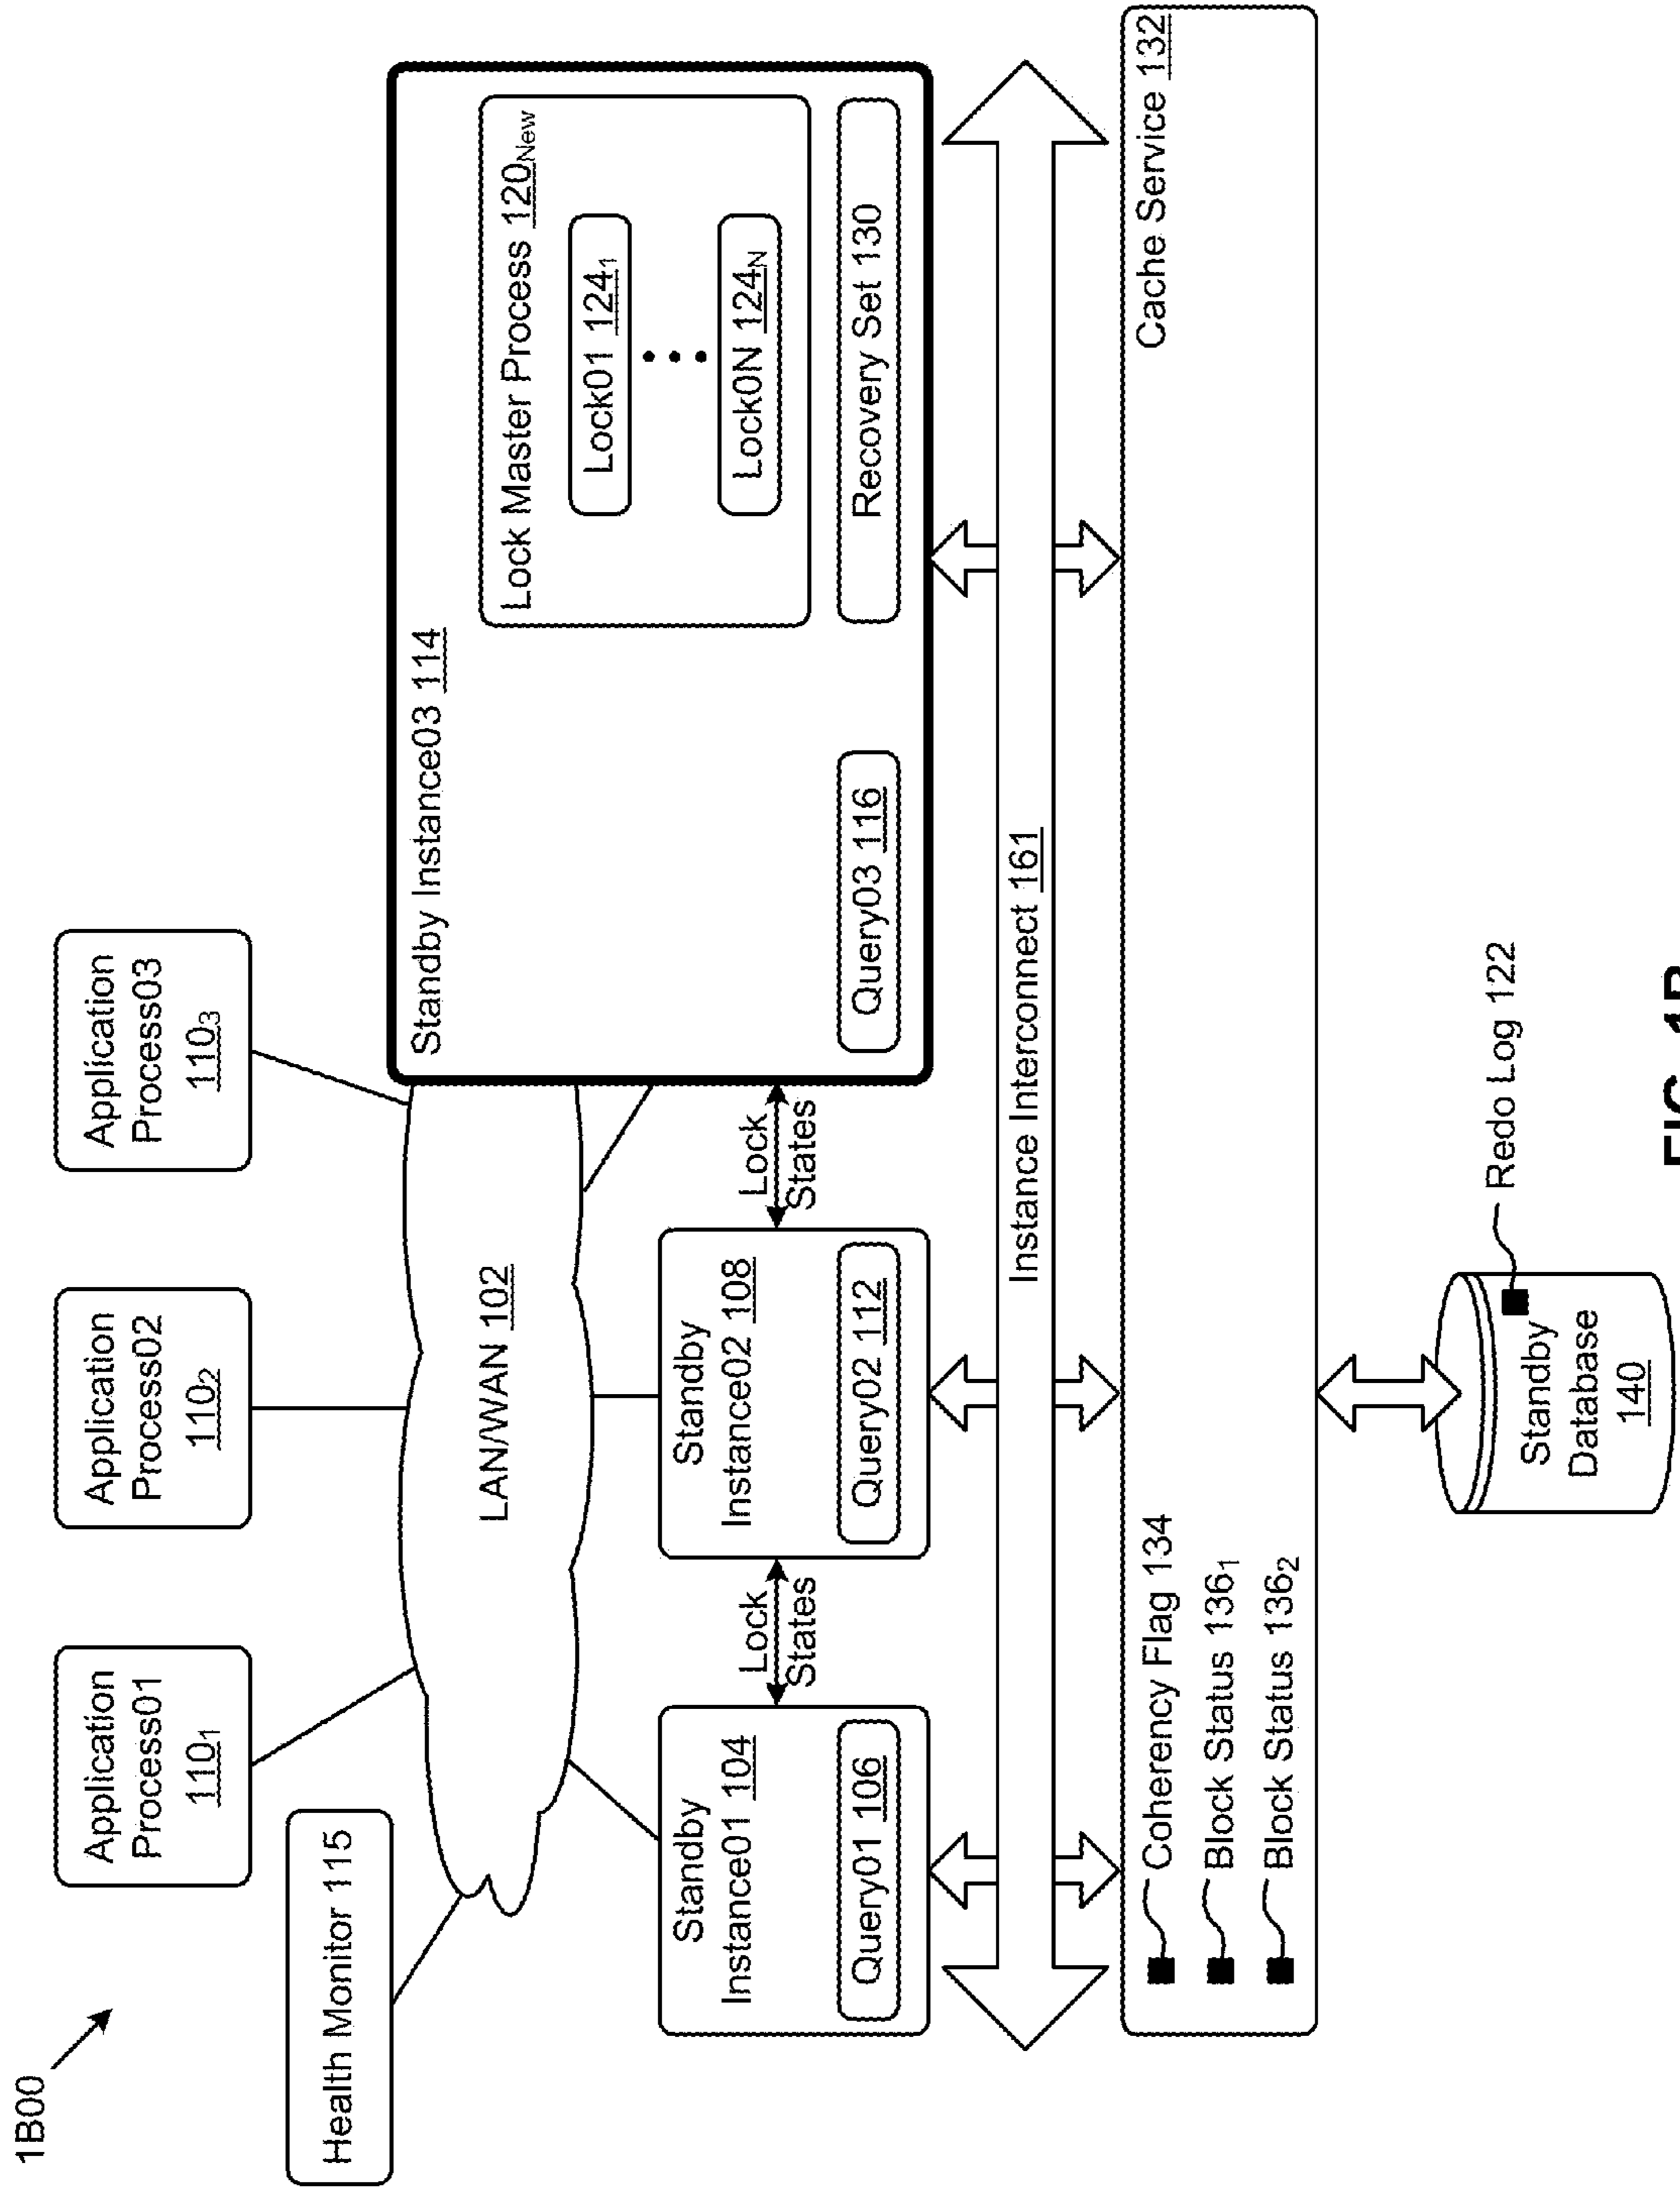 1B00
Application
Process01
110₁
Application
Process02
110₂
Application
Process03
110₃
Health Monitor 115
LAN/WAN 102
Standby
Instance01 104
Query01 106
Lock
States
Standby
Instance02 108
Query02 112
Lock
States
Standby Instance03 114
Query03 116
Lock Master Process 120New
Lock01 124₁
Lock0N 124N
Recovery Set 130
Instance Interconnect 161
Cache Service 132
Coherency Flag 134
Block Status 136₁
Block Status 136₂
Standby
Database
140
Redo Log 122
FIG. 1B